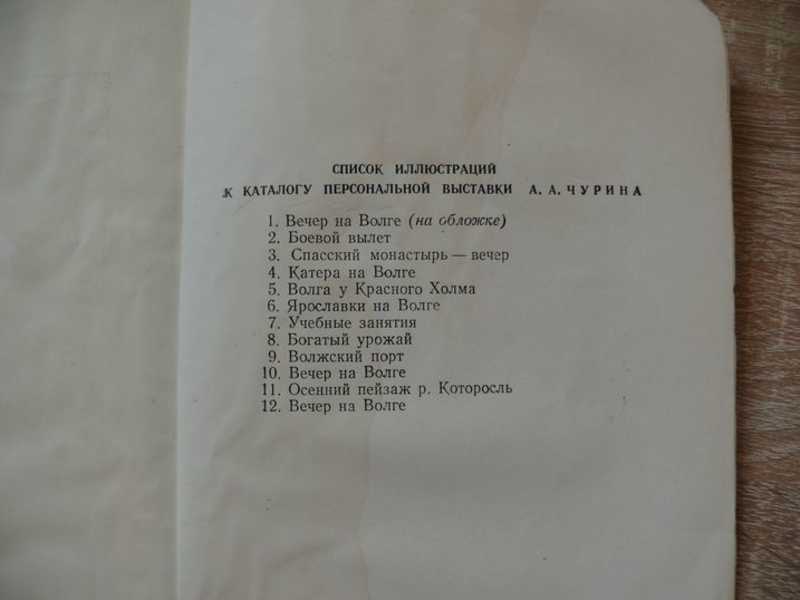 СПИСОК ИЛЛЮСТРАЦИЙ
К КАТАЛОГУ ПЕРСОНАЛЬНОЙ ВЫСТАВКИ А. А. ЧУРИНА
1. Вечер на Волге (на обложке)
2. Боевой вылет
3. Спасский монастырь — вечер
4. Катера на Волге
5. Волга у Красного Холма
6. Ярославки на Волге
7. Учебные занятия
8. Богатый урожай
9. Волжский порт
10. Вечер на Волге
11. Осенний пейзаж р. Которосль
12. Вечер на Волге